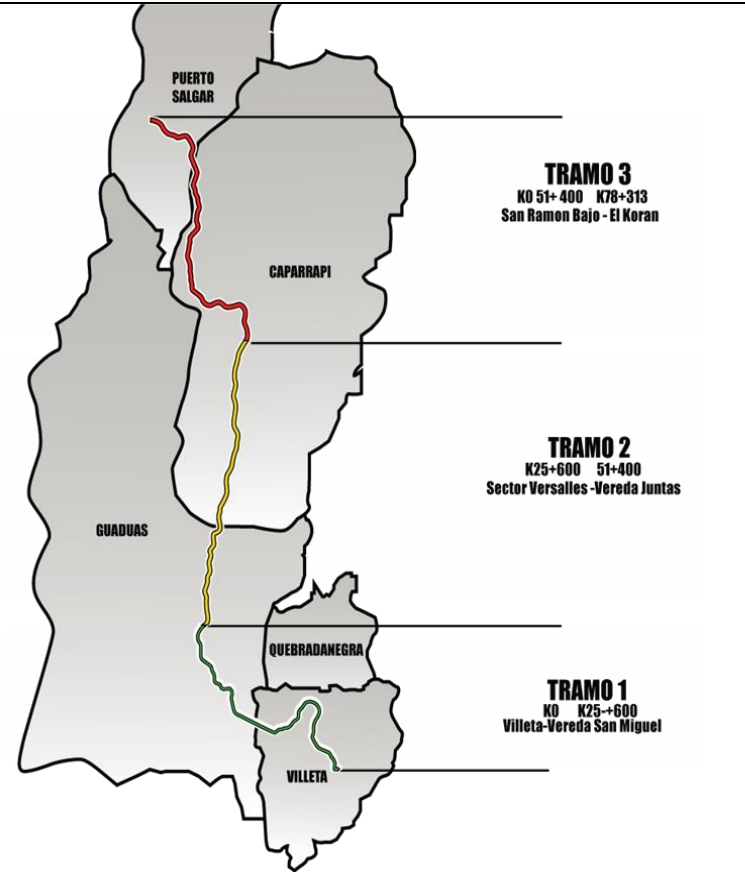 PUERTO
SALGAR
TRAMO 3
K0 51+ 400 K78+313
San Ramon Bajo - El Koran
CAPARRAPI
TRAMO 2
K25+600 51+400
Sector Versalles -Vereda Juntas
GUADUAS
QUEBRADANEGRA
TRAMO 1
K0 K25-+600
Villeta-Vereda San Miguel
VILLETA